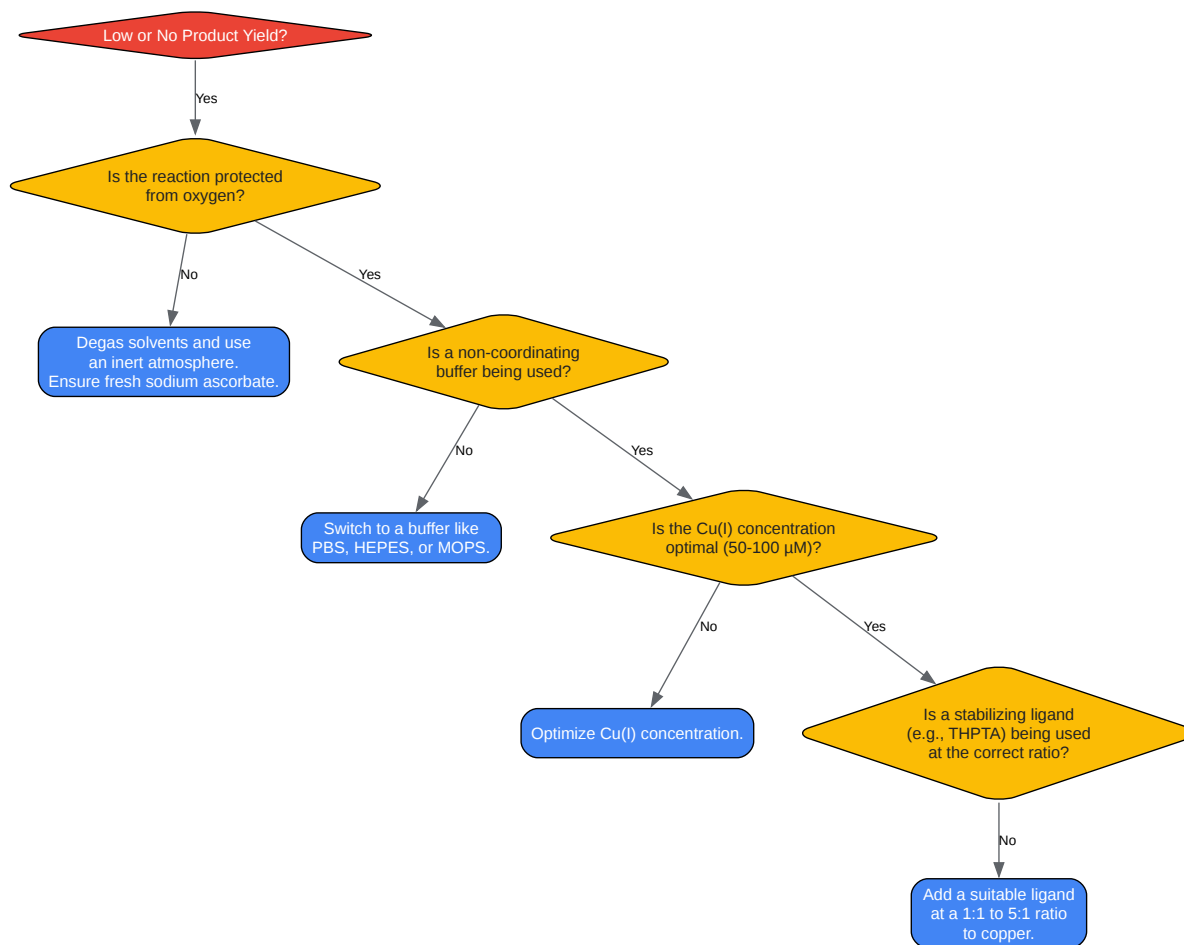 Low or No Product Yield?
Yes
Is the reaction protected
from oxygen?
No
Yes
Degas solvents and use
an inert atmosphere.
Ensure fresh sodium ascorbate.
Is a non-coordinating
buffer being used?
No
Yes
Switch to a buffer like
PBS, HEPES, or MOPS.
Is the Cu(I) concentration
optimal (50-100 µM)?
No
Yes
Optimize Cu(I) concentration.
Is a stabilizing ligand
(e.g., THPTA) being used
at the correct ratio?
No
Add a suitable ligand
at a 1:1 to 5:1 ratio
to copper.